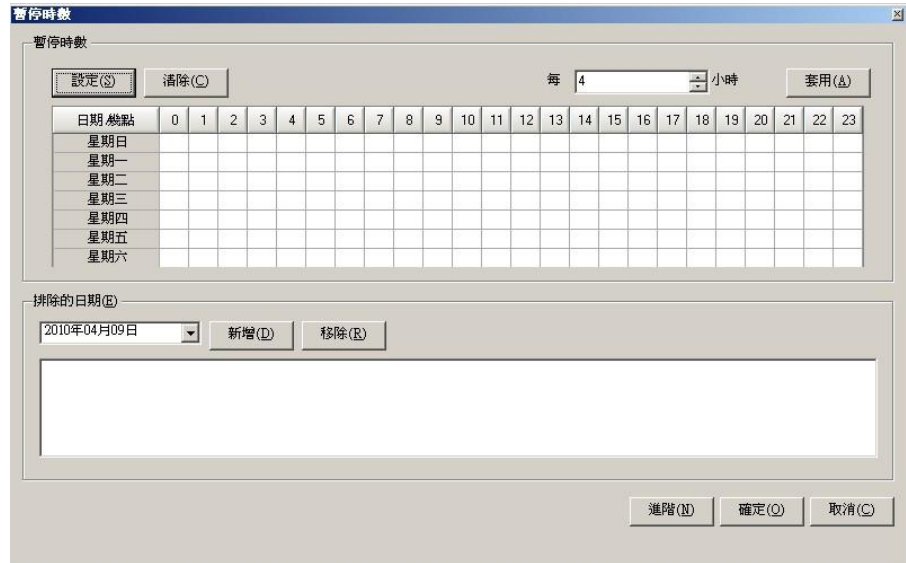 暫停時數
暫停時數
設定(S) 清除(C) 每 4 小時 套用(A)
日期/幾點 0 1 2 3 4 5 6 7 8 9 10 11 12 13 14 15 16 17 18 19 20 21 22 23
星期日
星期一
星期二
星期三
星期四
星期五
星期六
排除的日期(E)
2010年04月09日 新增(D) 移除(R)
進階(N) 確定(O) 取消(C)